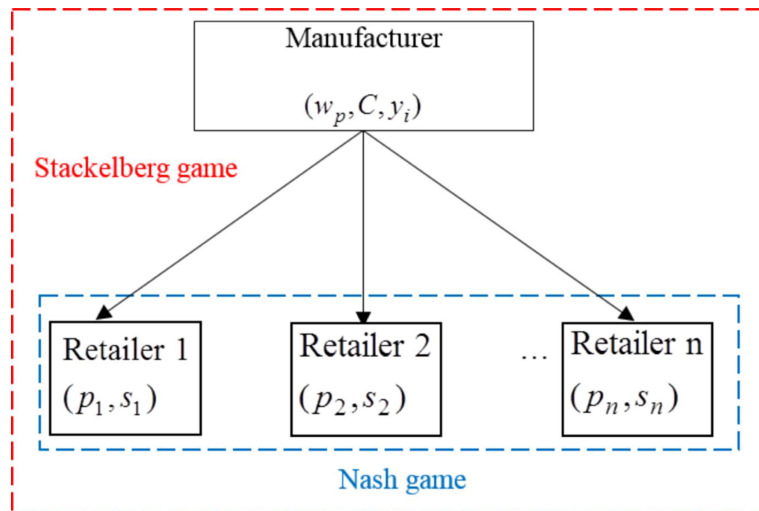 Manufacturer
(w_p, C, y_i)
Stackelberg game
Retailer 1
(p_1, s_1)
Retailer 2
(p_2, s_2)
...
Retailer n
(p_n, s_n)
Nash game